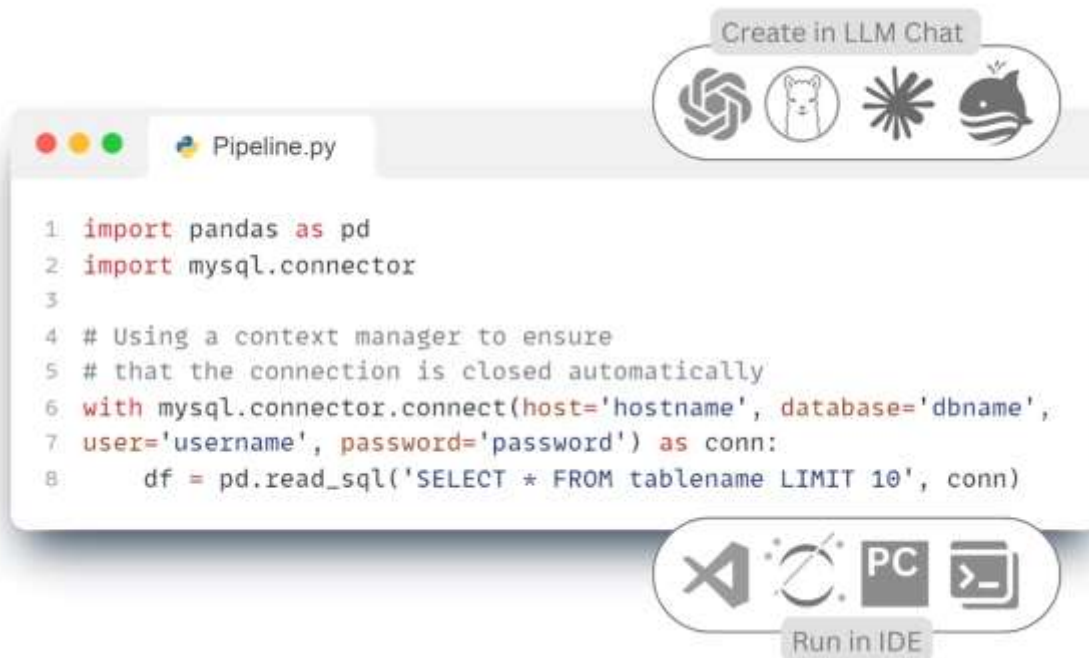 Create in LLM Chat
Pipeline.py
1 import pandas as pd
2 import mysql.connector
3
4 # Using a context manager to ensure
5 # that the connection is closed automatically
6 with mysql.connector.connect(host='hostname', database='dbname',
7 user='username', password='password') as conn:
8     df = pd.read_sql('SELECT * FROM tablename LIMIT 10', conn)
PC
Run in IDE